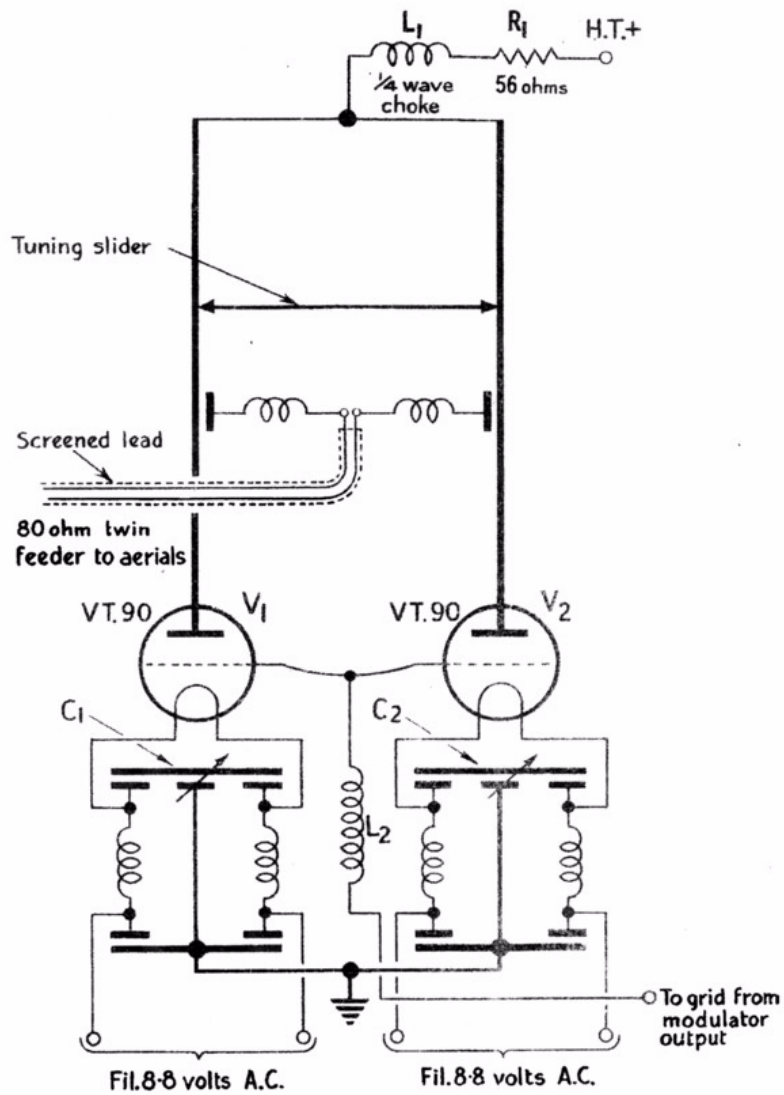 L1
R1
H.T.+
1/4 wave
choke
56 ohms
Tuning slider
Screened lead
80 ohm twin
feeder to aerials
VT.90
V1
VT.90
V2
C1
C2
L2
To grid from
modulator
output
Fil.8·8 volts A.C.
Fil.8·8 volts A.C.